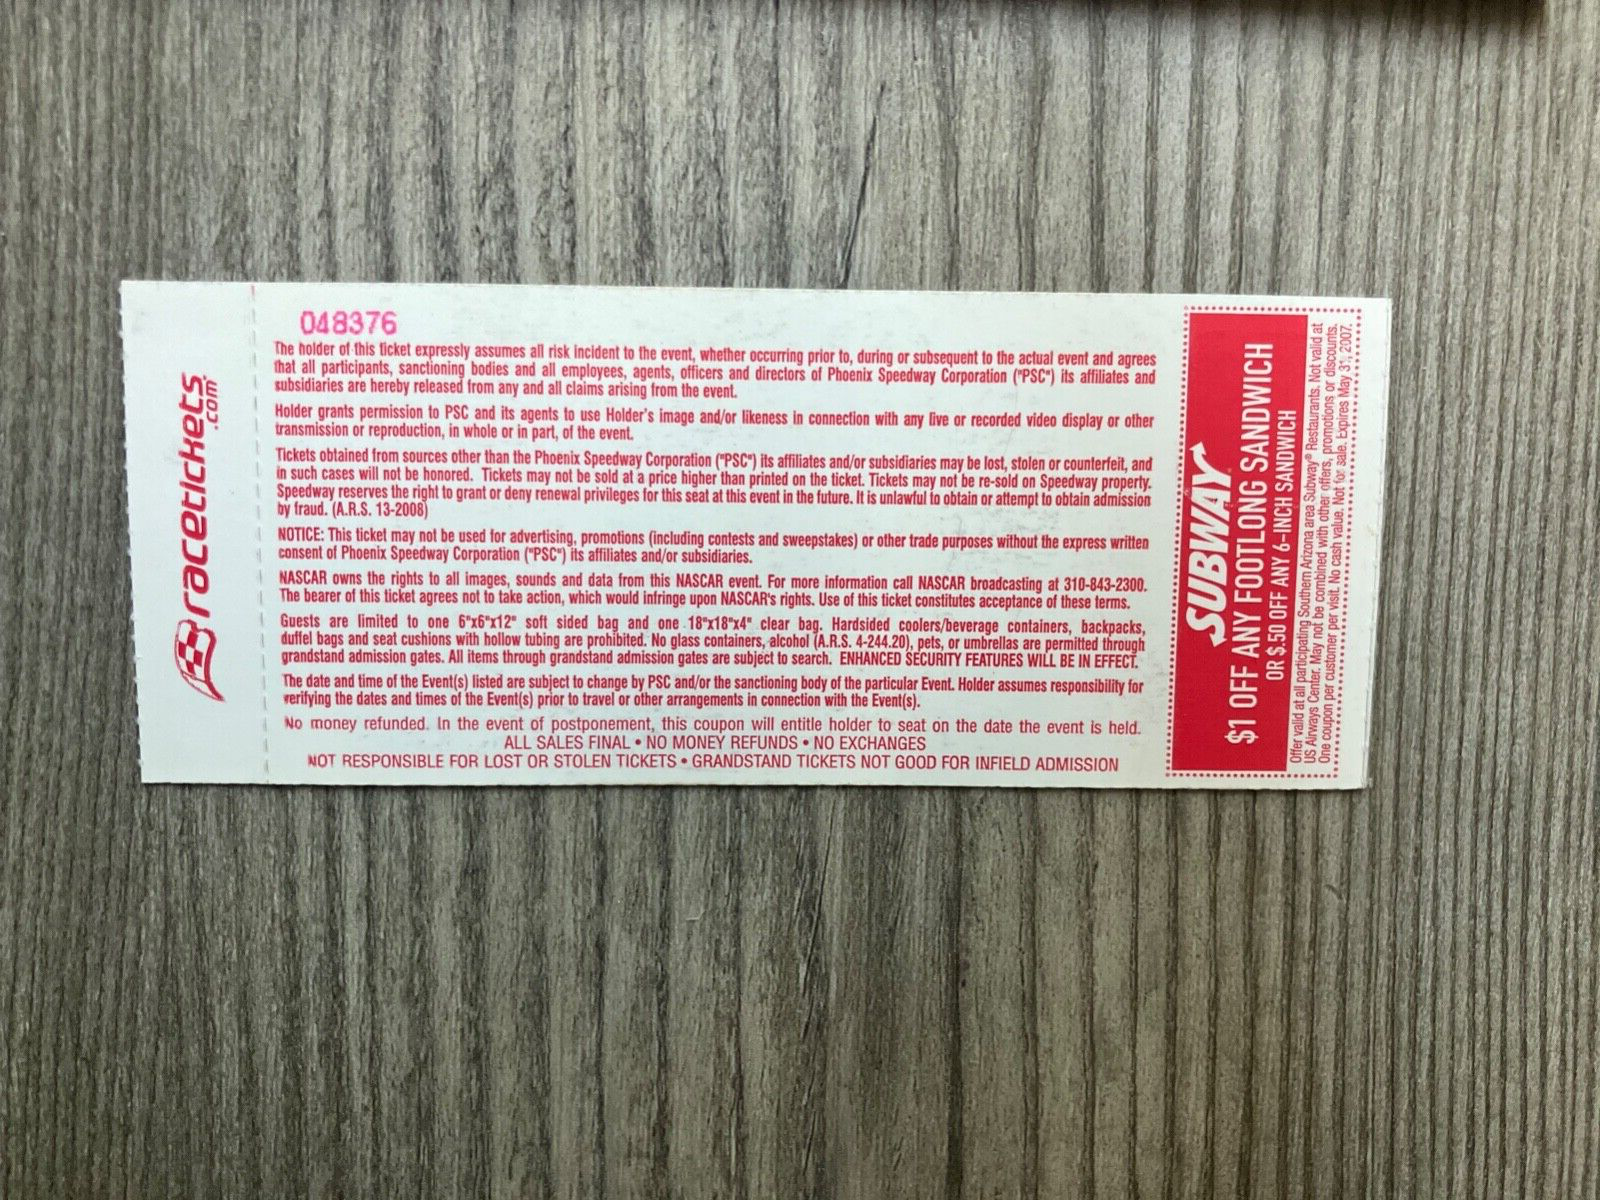 racetickets
.com
048376
The holder of this ticket expressly assumes all risk incident to the event, whether occurring prior to, during or subsequent to the actual event and agrees
that all participants, sanctioning bodies and all employees, agents, officers and directors of Phoenix Speedway Corporation ("PSC") its affiliates and
subsidiaries are hereby released from any and all claims arising from the event.
Holder grants permission to PSC and its agents to use Holder's image and/or likeness in connection with any live or recorded video display or other
transmission or reproduction, in whole or in part, of the event.
Tickets obtained from sources other than the Phoenix Speedway Corporation ("PSC") its affiliates and/or subsidiaries may be lost, stolen or counterfeit, and
in such cases will not be honored. Tickets may not be sold at a price higher than printed on the ticket. Tickets may not be re-sold on Speedway property.
Speedway reserves the right to grant or deny renewal privileges for this seat at this event in the future. It is unlawful to obtain or attempt to obtain admission
by fraud. (A.R.S. 13-2008)
NOTICE: This ticket may not be used for advertising, promotions (including contests and sweepstakes) or other trade purposes without the express written
consent of Phoenix Speedway Corporation ("PSC") its affiliates and/or subsidiaries.
NASCAR owns the rights to all images, sounds and data from this NASCAR event. For more information call NASCAR broadcasting at 310-843-2300.
The bearer of this ticket agrees not to take action, which would infringe upon NASCAR's rights. Use of this ticket constitutes acceptance of these terms.
Guests are limited to one 6"x6"x12" soft sided bag and one 18"x18"x4" clear bag. Hardsided coolers/beverage containers, backpacks,
duffel bags and seat cushions with hollow tubing are prohibited. No glass containers, alcohol (A.R.S. 4-244.20), pets, or umbrellas are permitted through
grandstand admission gates. All items through grandstand admission gates are subject to search. ENHANCED SECURITY FEATURES WILL BE IN EFFECT.
The date and time of the Event(s) listed are subject to change by PSC and/or the sanctioning body of the particular Event. Holder assumes responsibility for
verifying the dates and times of the Event(s) prior to travel or other arrangements in connection with the Event(s).
No money refunded. In the event of postponement, this coupon will entitle holder to seat on the date the event is held.
ALL SALES FINAL • NO MONEY REFUNDS • NO EXCHANGES
NOT RESPONSIBLE FOR LOST OR STOLEN TICKETS • GRANDSTAND TICKETS NOT GOOD FOR INFIELD ADMISSION
SUBWAY
$1 OFF ANY FOOTLONG SANDWICH
OR $.50 OFF ANY 6-INCH SANDWICH
Offer valid at all participating Southern Arizona area Subway® Restaurants. Not valid at
US Airways Center. May not be combined with other offers, promotions or discounts.
One coupon per customer per visit. No cash value. Not for sale. Expires May 31, 2007.